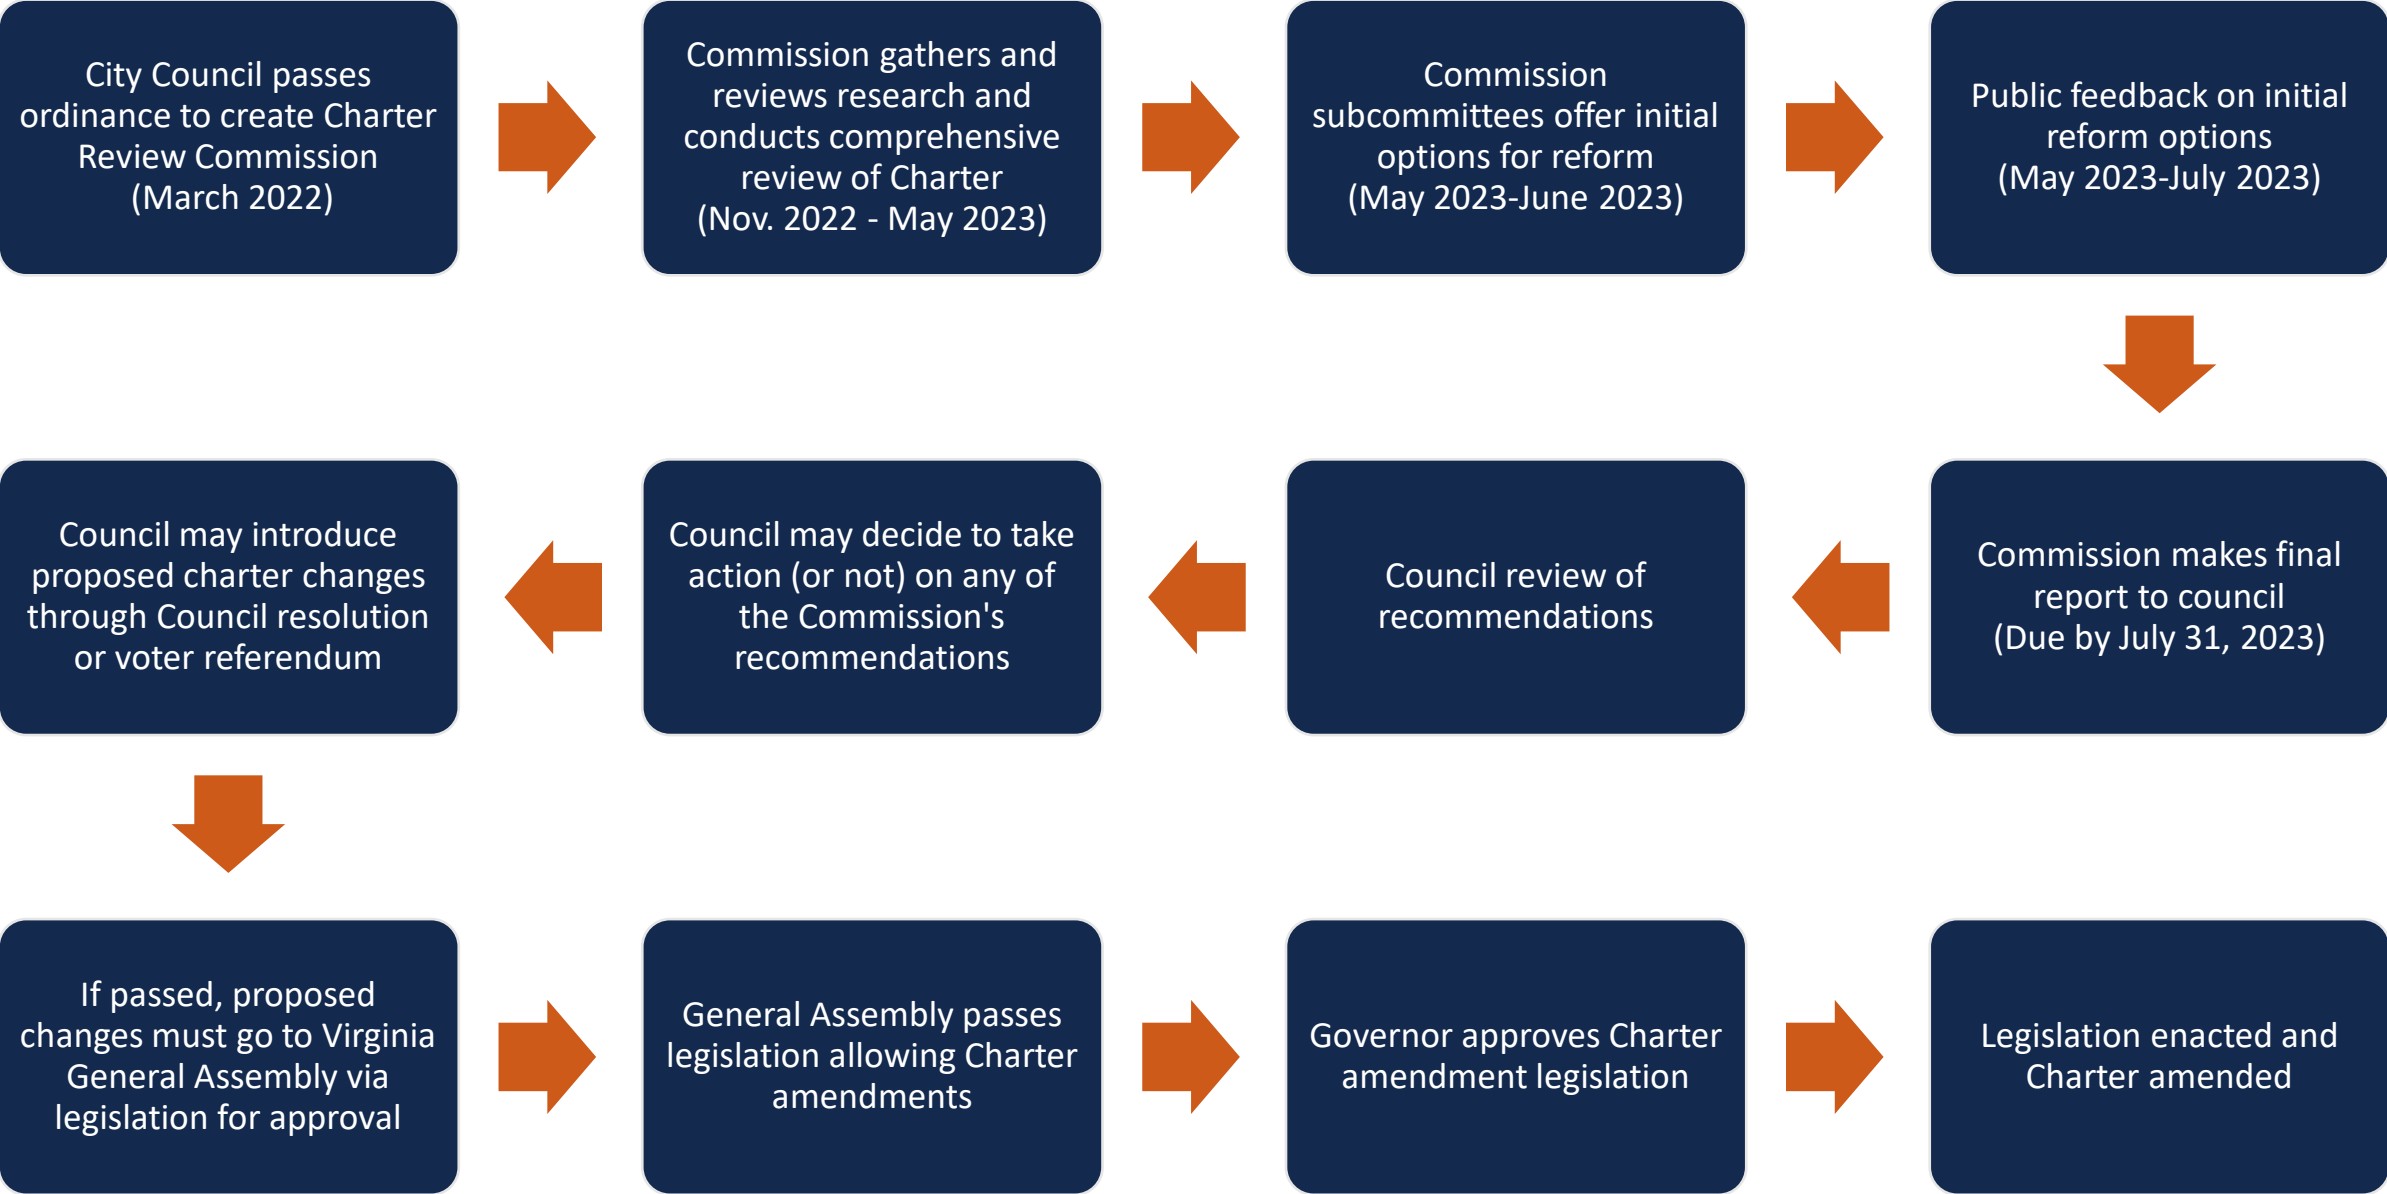 City Council passes
ordinance to create Charter
Review Commission
(March 2022)
Commission gathers and
reviews research and
conducts comprehensive
review of Charter
(Nov. 2022 - May 2023)
Commission
subcommittees offer initial
options for reform
(May 2023-June 2023)
Public feedback on initial
reform options
(May 2023-July 2023)
Commission makes final
report to council
(Due by July 31, 2023)
Council review of
recommendations
Council may decide to take
action (or not) on any of
the Commission's
recommendations
Council may introduce
proposed charter changes
through Council resolution
or voter referendum
If passed, proposed
changes must go to Virginia
General Assembly via
legislation for approval
General Assembly passes
legislation allowing Charter
amendments
Governor approves Charter
amendment legislation
Legislation enacted and
Charter amended